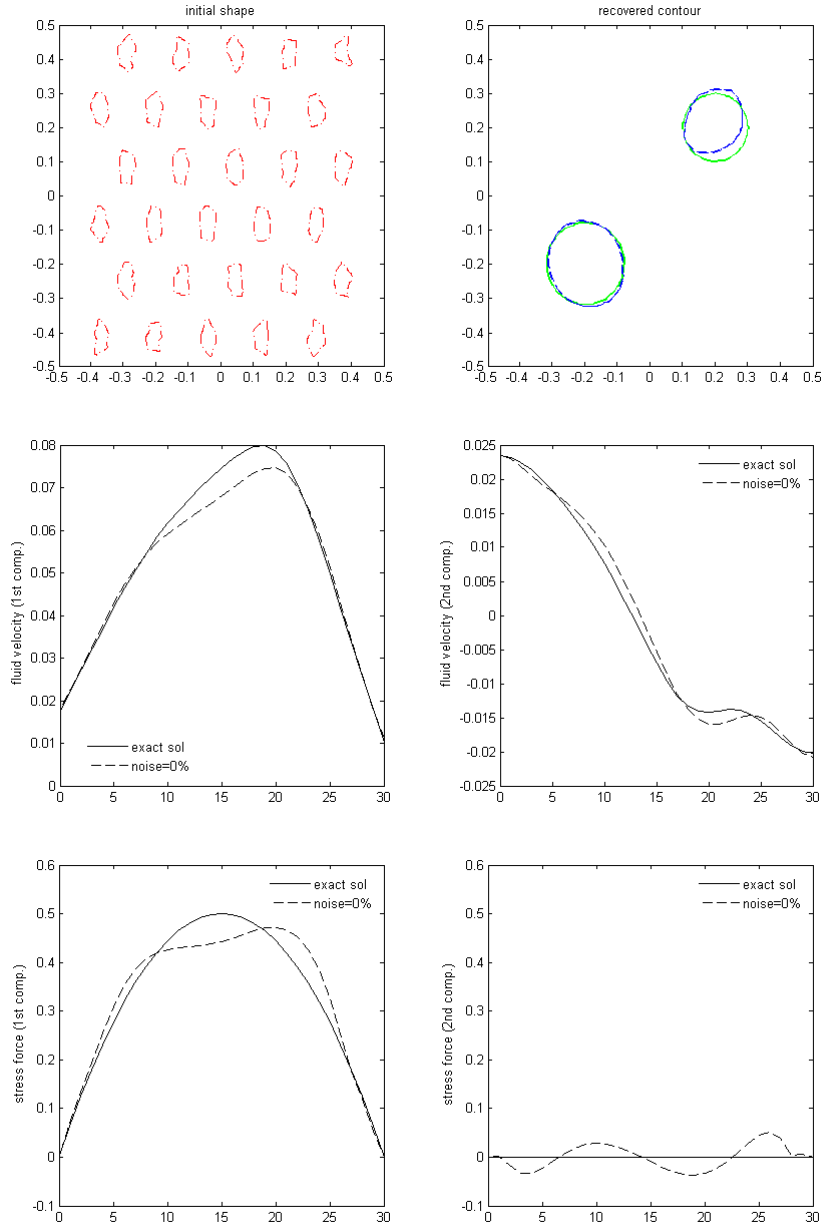 initial shape
0.5
0.4
0.3
0.2
0.1
0
-0.1
-0.2
-0.3
-0.4
-0.5
-0.5 -0.4 -0.3 -0.2 -0.1 0 0.1 0.2 0.3 0.4 0.5
recovered contour
0.5
0.4
0.3
0.2
0.1
0
-0.1
-0.2
-0.3
-0.4
-0.5
-0.5 -0.4 -0.3 -0.2 -0.1 0 0.1 0.2 0.3 0.4 0.5
fluid velocity (1st comp.)
0.08
0.07
0.06
0.05
0.04
0.03
0.02
0.01
0
exact sol
noise=0%
0 5 10 15 20 25 30
fluid velocity (2nd comp.)
0.025
0.02
0.015
0.01
0.005
0
-0.005
-0.01
-0.015
-0.02
-0.025
exact sol
noise=0%
0 5 10 15 20 25 30
stress force (1st comp.)
0.6
0.5
0.4
0.3
0.2
0.1
0
-0.1
exact sol
noise=0%
0 5 10 15 20 25 30
stress force (2nd comp.)
0.6
0.5
0.4
0.3
0.2
0.1
0
-0.1
exact sol
noise=0%
0 5 10 15 20 25 30